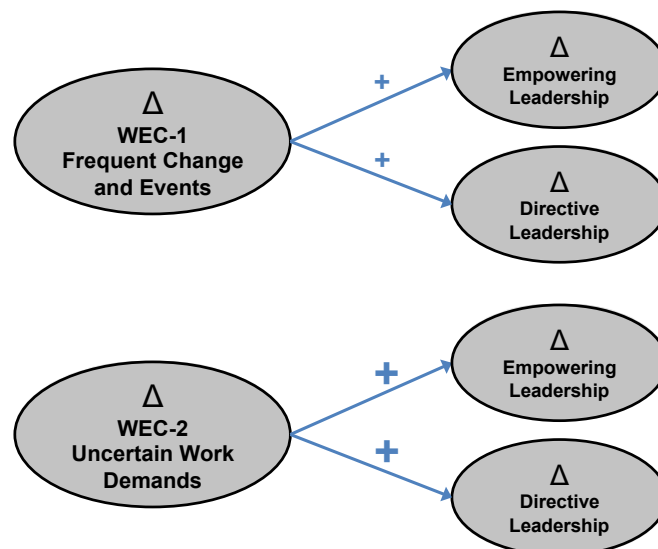 Δ
WEC-1
Frequent Change
and Events
+
+
Δ
Empowering
Leadership
Δ
Directive
Leadership
Δ
WEC-2
Uncertain Work
Demands
+
+
Δ
Empowering
Leadership
Δ
Directive
Leadership